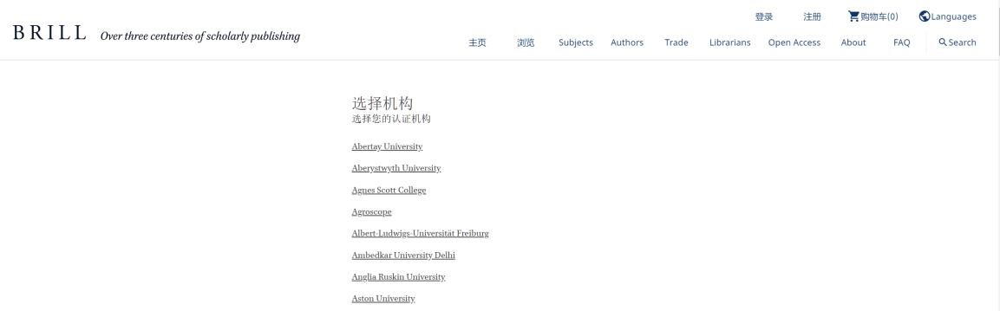 登录 注册 购物车(0) Languages
BRILL Over three centuries of scholarly publishing
主页 浏览 Subjects Authors Trade Librarians Open Access About FAQ Search
选择机构
选择您的认证机构
Abertay University
Aberystwyth University
Agnes Scott College
Agroscope
Albert-Ludwigs-Universität Freiburg
Ambedkar University Delhi
Anglia Ruskin University
Aston University